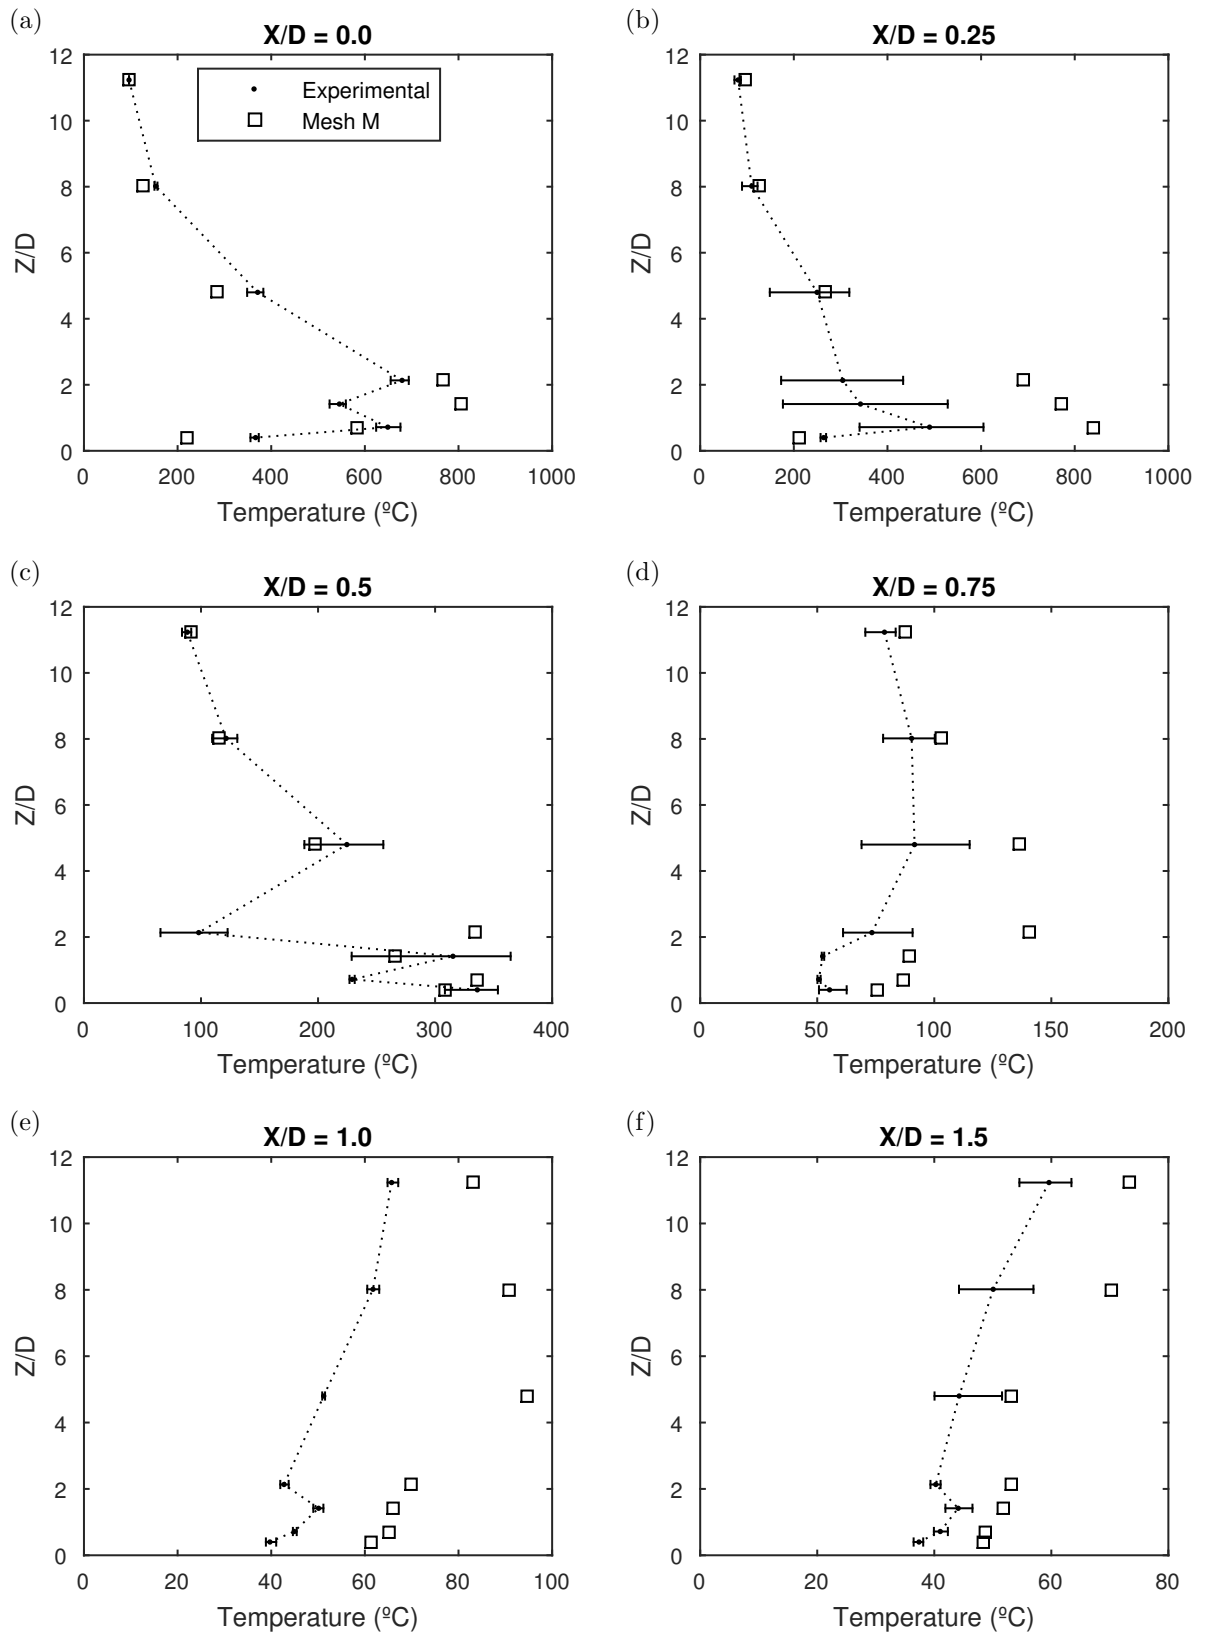 (a)
X/D = 0.0
12
10
8
6
4
2
0
Z/D
Experimental
Mesh M
0 200 400 600 800 1000
Temperature (ºC)
(b)
X/D = 0.25
12
10
8
6
4
2
0
Z/D
0 200 400 600 800 1000
Temperature (ºC)
(c)
X/D = 0.5
12
10
8
6
4
2
0
Z/D
0 100 200 300 400
Temperature (ºC)
(d)
X/D = 0.75
12
10
8
6
4
2
0
Z/D
0 50 100 150 200
Temperature (ºC)
(e)
X/D = 1.0
12
10
8
6
4
2
0
Z/D
0 20 40 60 80 100
Temperature (ºC)
(f)
X/D = 1.5
12
10
8
6
4
2
0
Z/D
0 20 40 60 80
Temperature (ºC)